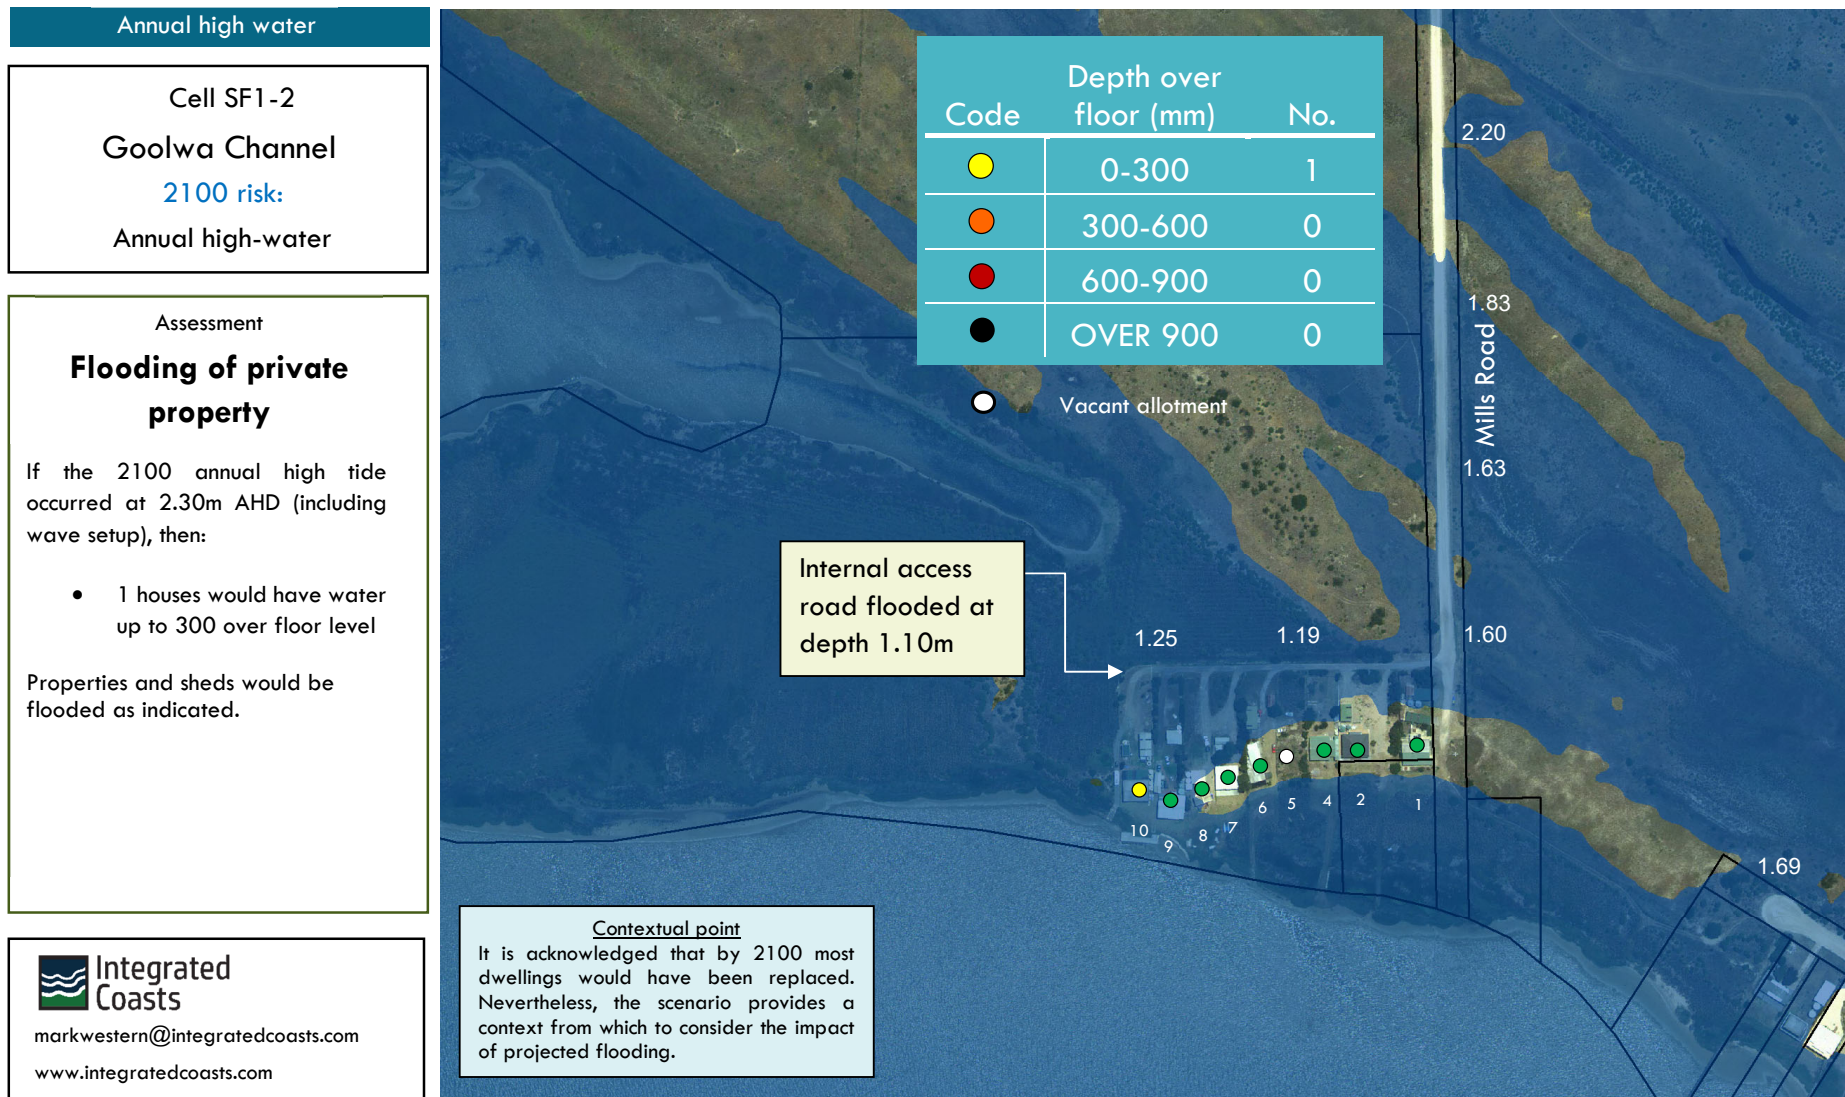 Annual high water
Cell SF1-2
Goolwa Channel
2100 risk:
Annual high-water
Assessment
Flooding of private
property
If the 2100 annual high tide
occurred at 2.30m AHD (including
wave setup), then:
• 1 houses would have water
up to 300 over floor level
Properties and sheds would be
flooded as indicated.
Integrated
Coasts
markwestern@integratedcoasts.com
www.integratedcoasts.com
Code Depth over floor (mm) No.
0-300 1
300-600 0
600-900 0
OVER 900 0
Vacant allotment
2.20
1.83
Mills Road
1.63
1.60
Internal access
road flooded at
depth 1.10m
1.25
1.19
10
9
8
7
6
5
4
2
1
1.69
Contextual point
It is acknowledged that by 2100 most
dwellings would have been replaced.
Nevertheless, the scenario provides a
context from which to consider the impact
of projected flooding.